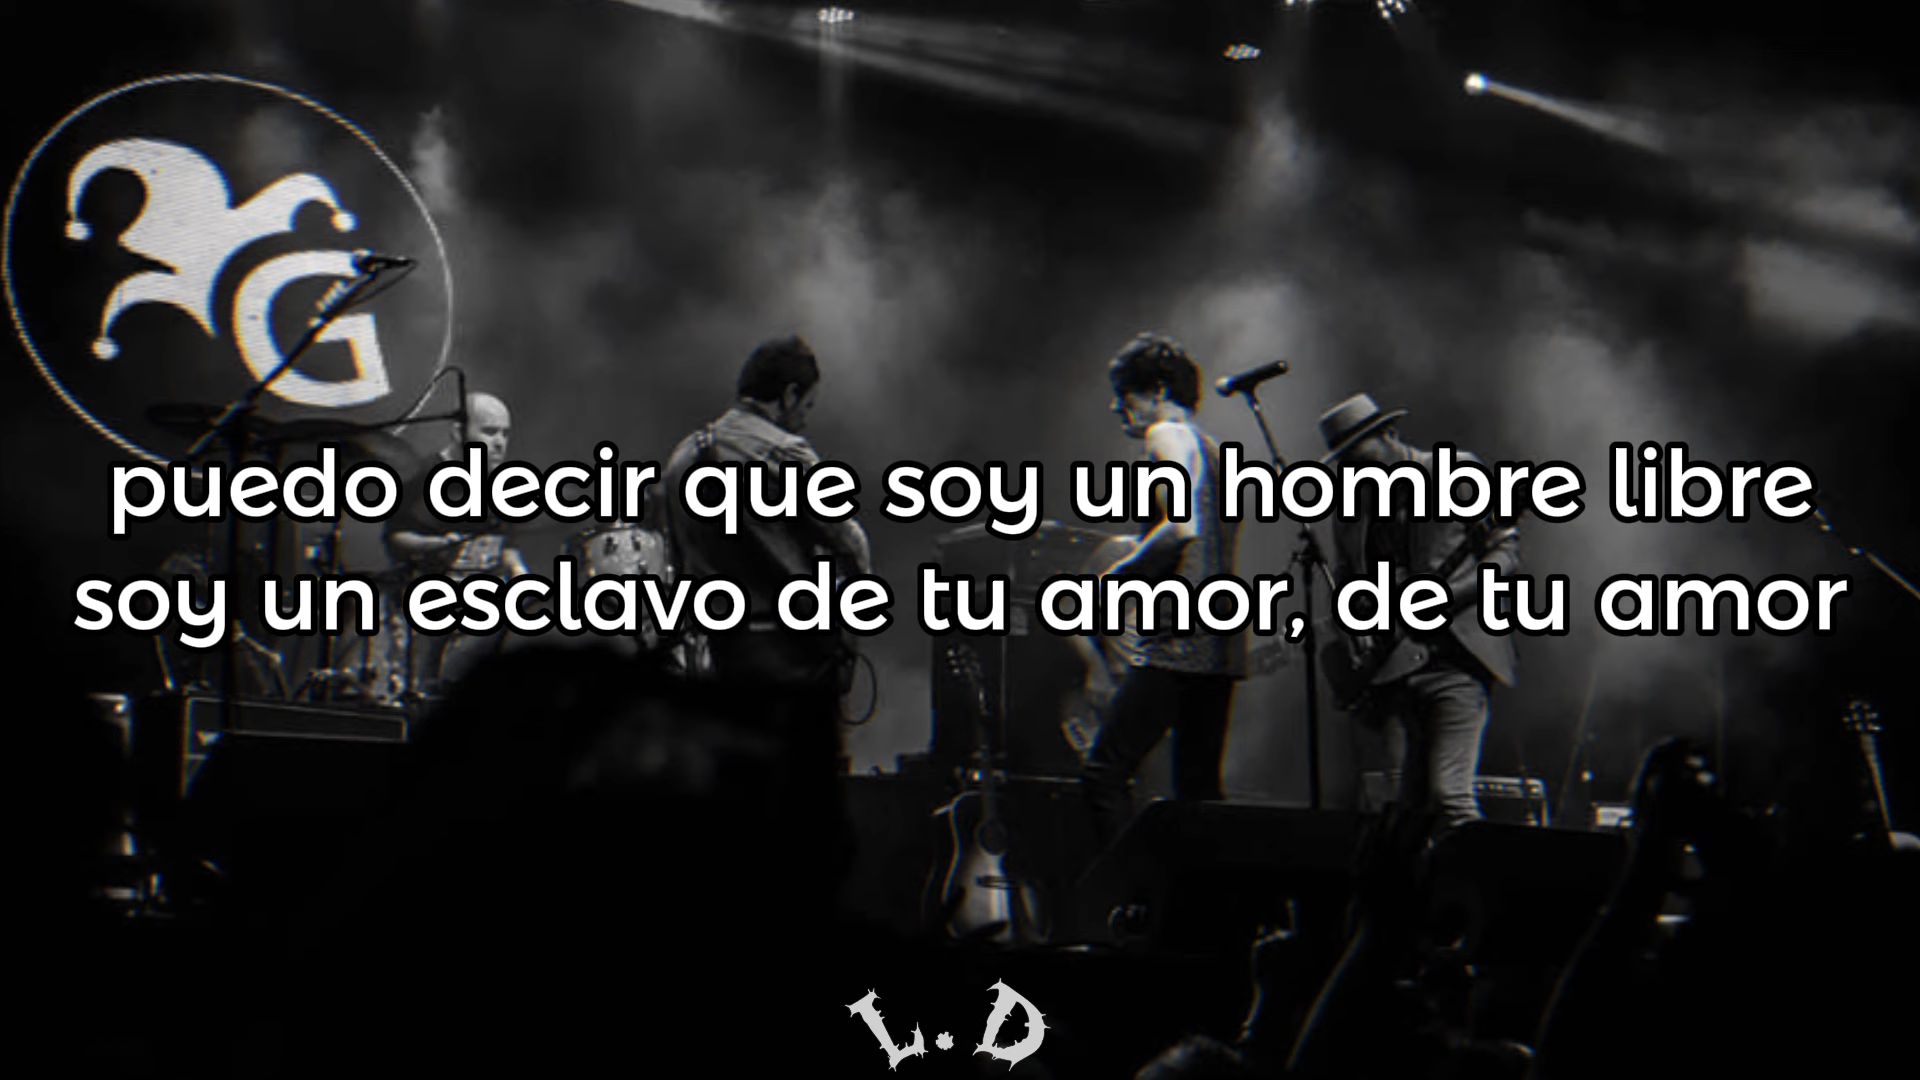 G
puedo decir que soy un hombre libre
soy un esclavo de tu amor, de tu amor
L.D